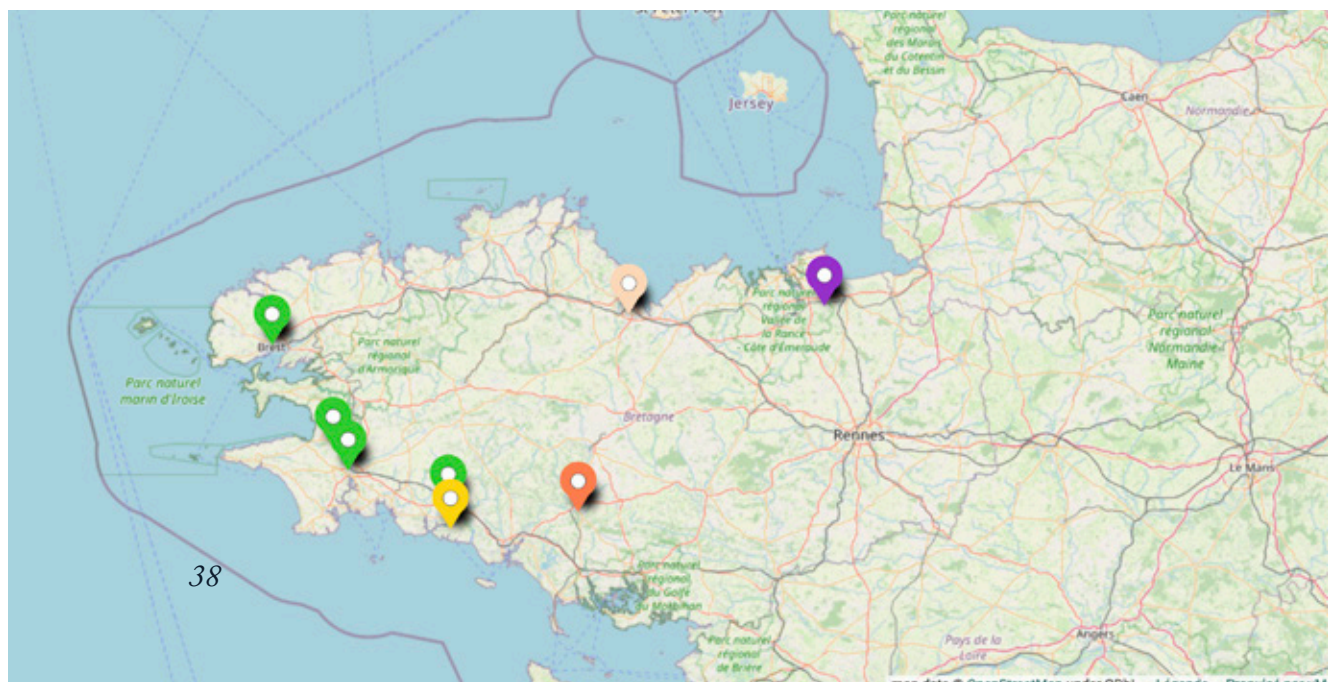 Parc naturel
régional
des Marais
du Cotentin
et du Bessin
Jersey
Caen
Normandie
Parc naturel
régional
Vallée de
la Rance
- Côte d'Émeraude
Parc naturel
régional
Normandie-
Maine
Brest
Parc naturel
régional
d'Armorique
Parc naturel
marin d'Iroise
Bretagne
Rennes
Le Mans
38
Parc naturel
régional
du Golfe
du Morbihan
Parc naturel
régional
de Brière
Pays de la
Loire
Angers